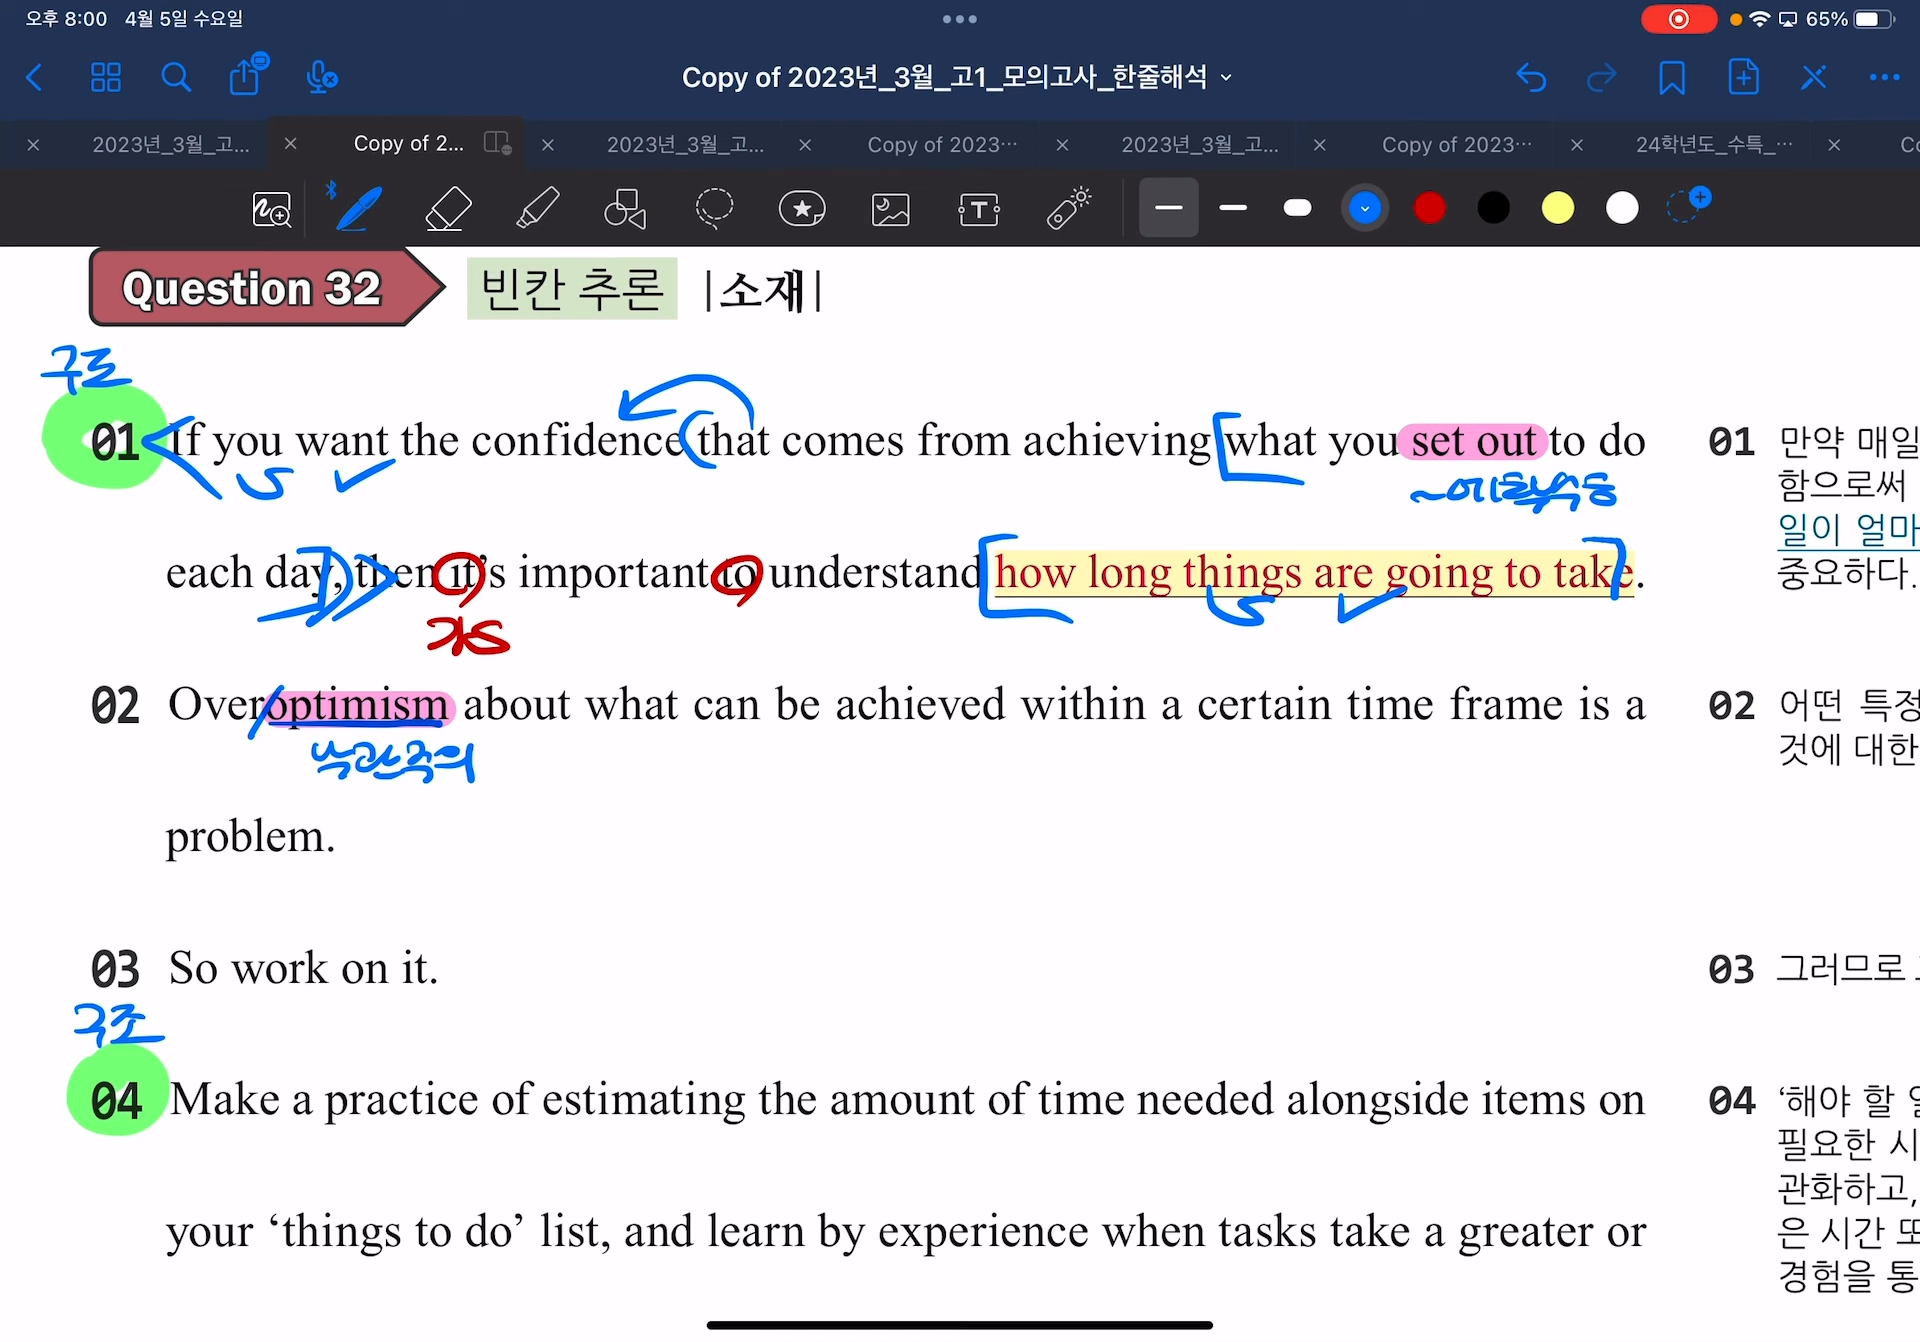 오후 8:00 4월 5일 수요일
65%
Copy of 2023년_3월_고1_모의고사_한줄해석
2023년_3월_고... Copy of 2... 2023년_3월_고... Copy of 2023... 2023년_3월_고... Copy of 2023... 24학년도_수특_...
Question 32 빈칸 추론 |소재|
구조
01 If you want the confidence that comes from achieving what you set out to do
S
each day, then it's important to understand how long things are going to take.
가S
S
02 Overoptimism about what can be achieved within a certain time frame is a
낙관주의
problem.
03 So work on it.
구조
04 Make a practice of estimating the amount of time needed alongside items on
your ‘things to do’ list, and learn by experience when tasks take a greater or
01 만약 매일
함으로써
일이 얼마
중요하다.
02 어떤 특정
것에 대한
03 그러므로
04 ‘해야 할
필요한 시
관화하고,
은 시간 또
경험을 통